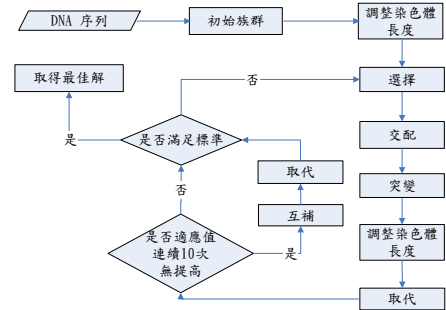 DNA 序列
初始族群
調整染色體
長度
取得最佳解
否
選擇
是
是否滿足標準
交配
取代
否
突變
互補
是否適應值
連續10次
無提高
是
調整染色體
長度
取代